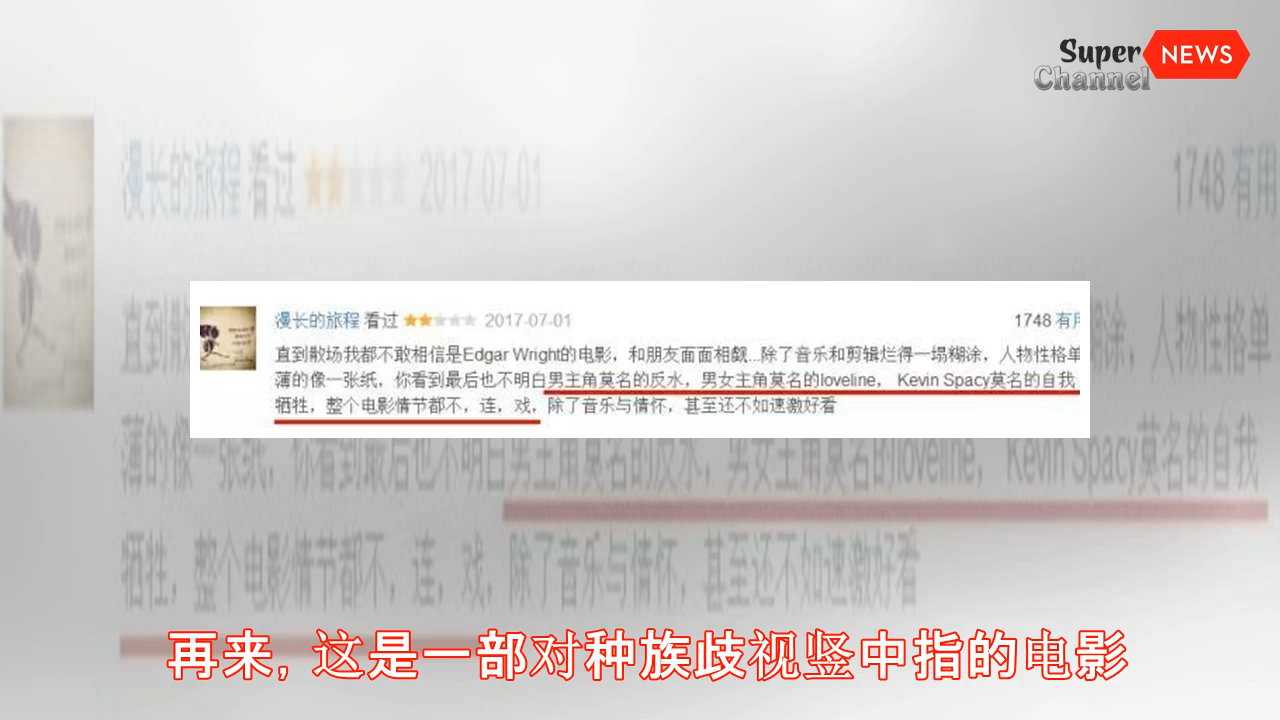 Super
Channel
NEWS
漫长的旅程 看过 2017-07-01
1748 有用
直到散场我都不敢相信是Edgar Wright的电影，和朋友面面相觑...除了音乐和剪辑烂得一塌糊涂，人物性格单
薄的像一张纸，你看到最后也不明白男主角莫名的反水，男女主角莫名的loveline， Kevin Spacy莫名的自我
牺牲，整个电影情节都不，连，戏，除了音乐与情怀，甚至还不如速激好看
再来, 这是一部对种族歧视竖中指的电影